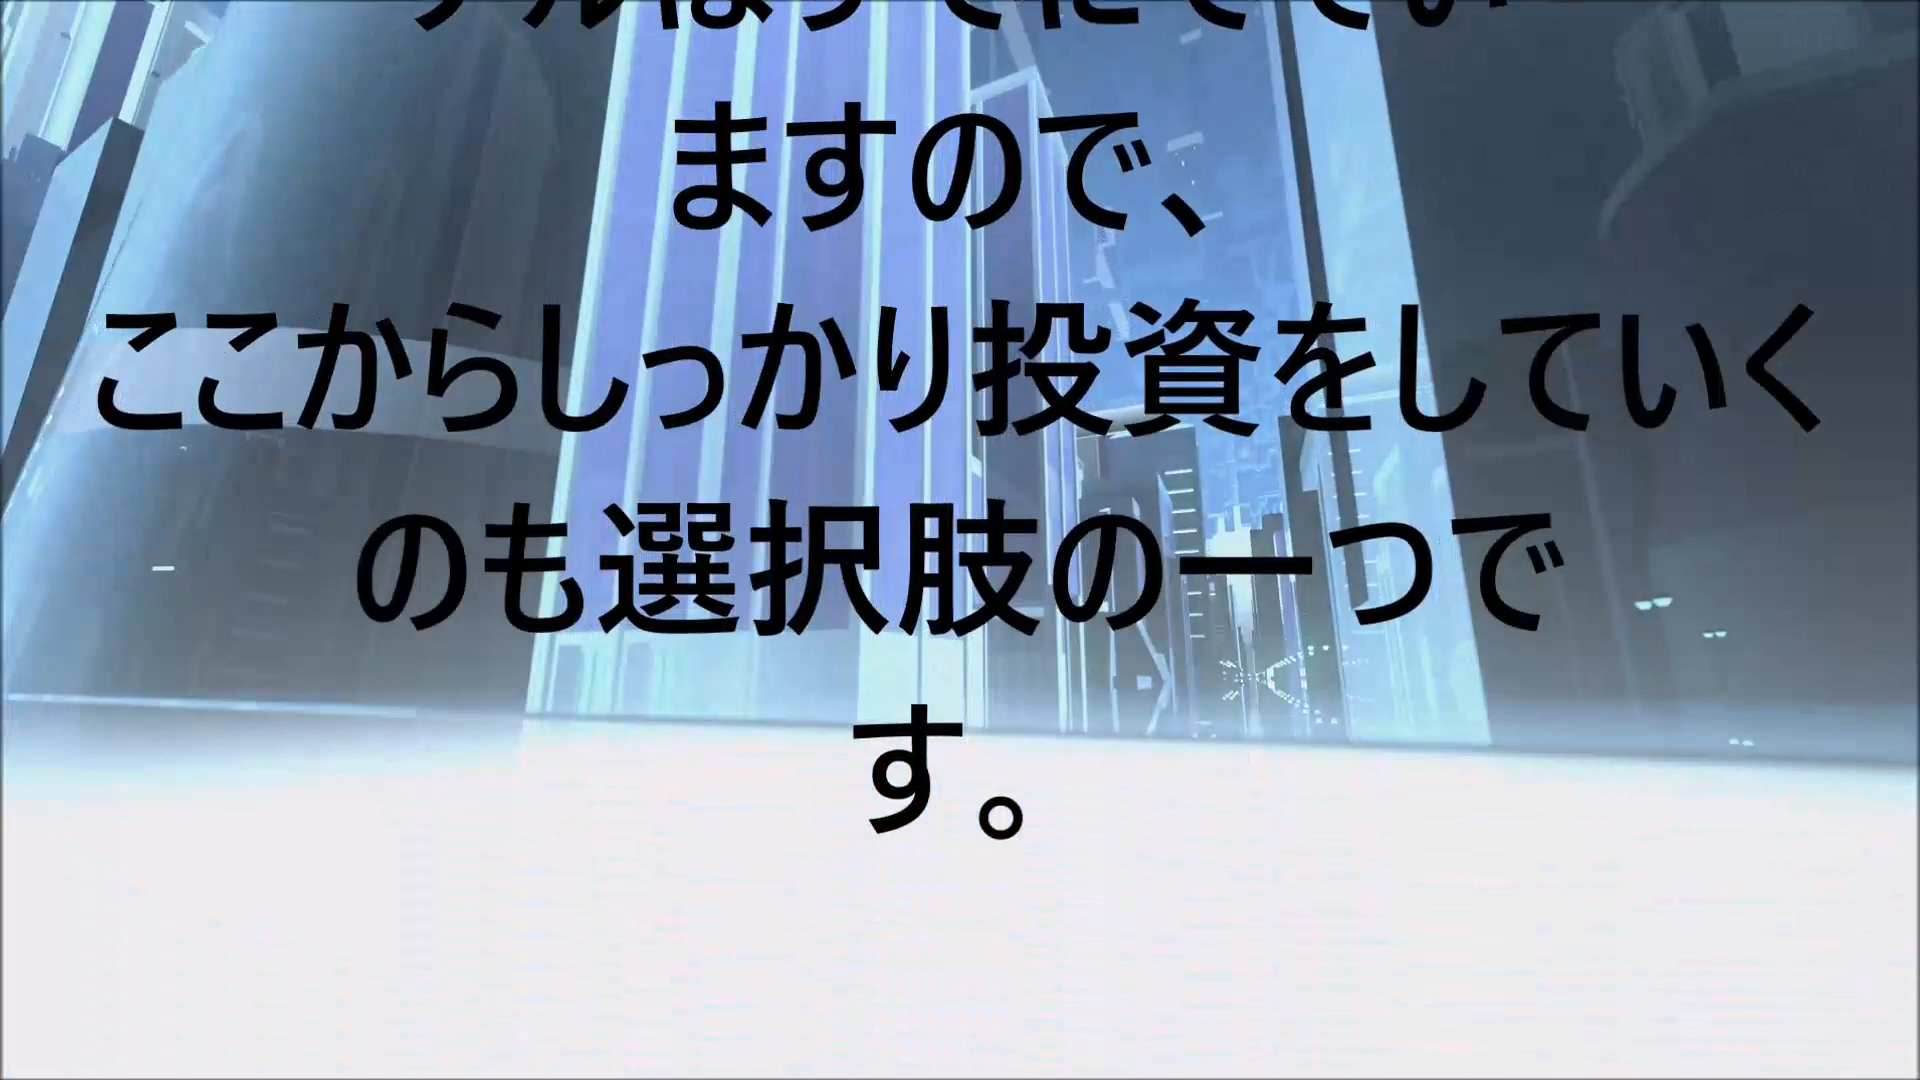 ますので、
ここからしっかり投資をしていく
のも選択肢の一つで
す。